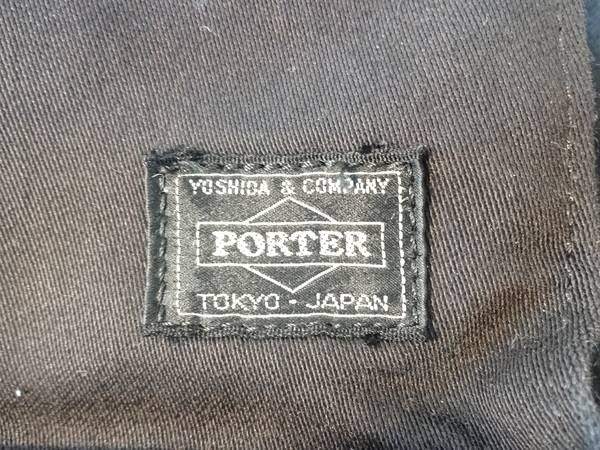 YOSHIDA & COMPANY
PORTER
TOKYO - JAPAN